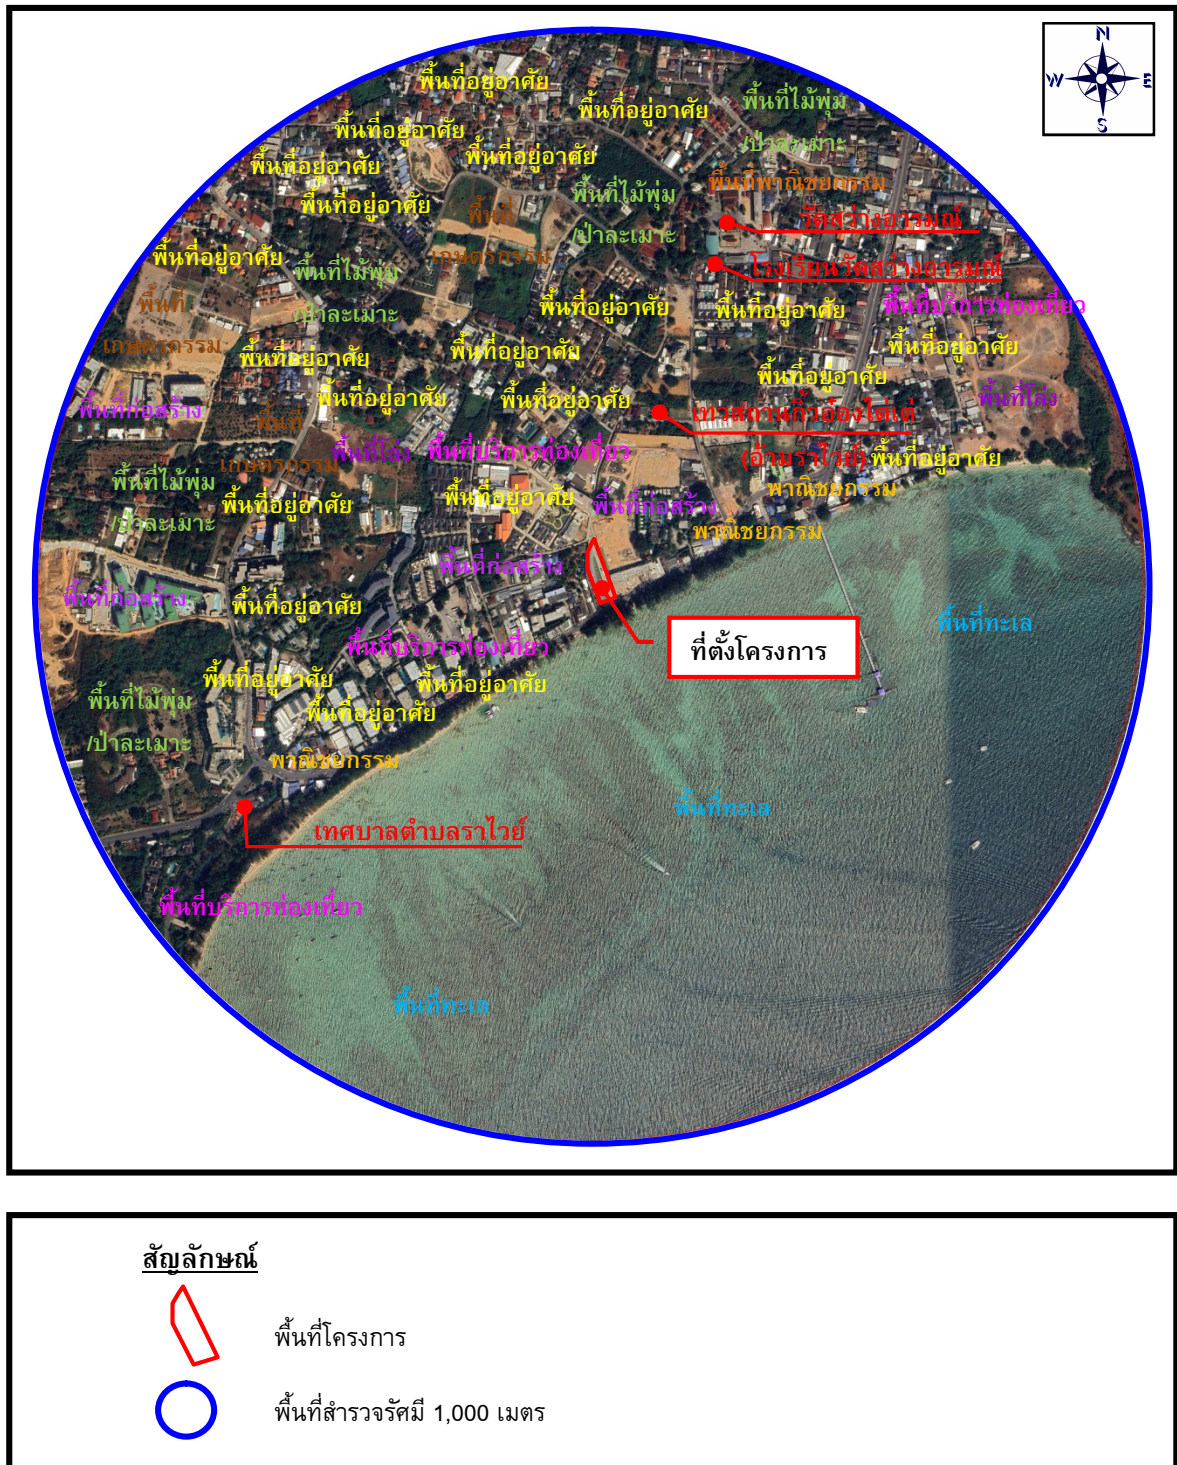 N
W
E
S
พื้นที่อยู่อาศัย
พื้นที่อยู่อาศัย
พื้นที่ไม้พุ่ม
/ป่าละเมาะ
พื้นที่อยู่อาศัย
พื้นที่อยู่อาศัย
พื้นที่อยู่อาศัย
พื้นที่พาณิชยกรรม
พื้นที่ไม้พุ่ม
/ป่าละเมาะ
พื้นที่อยู่อาศัย
พื้นที่
เกษตรกรรม
วัดสว่างอารมณ์
พื้นที่อยู่อาศัย
พื้นที่ไม้พุ่ม
/ป่าละเมาะ
โรงเรียนวัดสว่างอารมณ์
พื้นที่
เกษตรกรรม
พื้นที่อยู่อาศัย
พื้นที่อยู่อาศัย
พื้นที่บริการท่องเที่ยว
พื้นที่อยู่อาศัย
พื้นที่อยู่อาศัย
พื้นที่อยู่อาศัย
พื้นที่อยู่อาศัย
พื้นที่ก่อสร้าง
พื้นที่
เกษตรกรรม
พื้นที่อยู่อาศัย
พื้นที่อยู่อาศัย
เทวสถานกิ้วอ๋องไต่เต่
(อ๊ามราไวย์)
พื้นที่โล่ง
พื้นที่โล่ง
พื้นที่บริการท่องเที่ยว
พื้นที่อยู่อาศัย
พื้นที่ไม้พุ่ม
/ป่าละเมาะ
พื้นที่อยู่อาศัย
พื้นที่อยู่อาศัย
พื้นที่ก่อสร้าง
พาณิชยกรรม
พาณิชยกรรม
พื้นที่ก่อสร้าง
พื้นที่ก่อสร้าง
พื้นที่อยู่อาศัย
พื้นที่ทะเล
พื้นที่บริการท่องเที่ยว
ที่ตั้งโครงการ
พื้นที่อยู่อาศัย
พื้นที่อยู่อาศัย
พื้นที่ไม้พุ่ม
/ป่าละเมาะ
พื้นที่อยู่อาศัย
พาณิชยกรรม
พื้นที่ทะเล
เทศบาลตำบลราไวย์
พื้นที่บริการท่องเที่ยว
พื้นที่ทะเล
สัญลักษณ์
พื้นที่โครงการ
พื้นที่สำรวจรัศมี 1,000 เมตร